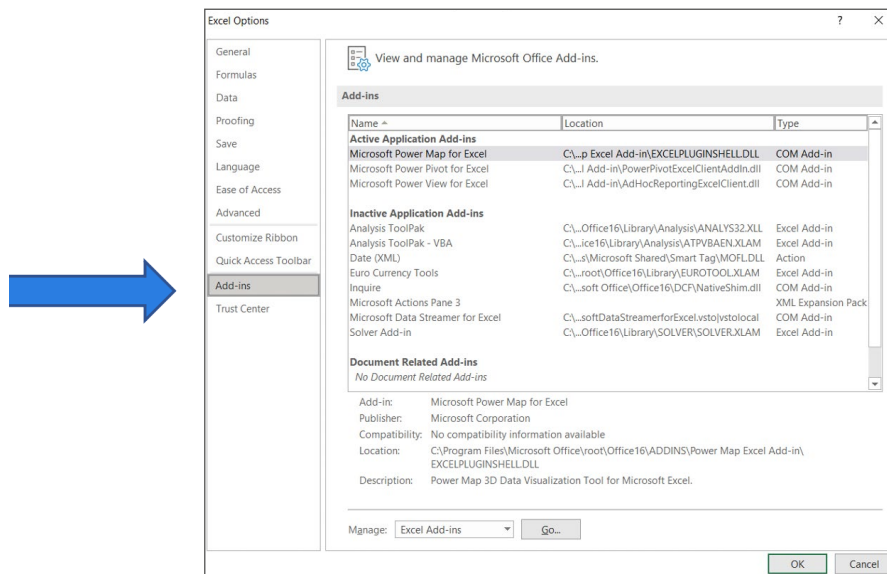 Excel Options ? ×
General
Formulas
Data
Proofing
Save
Language
Ease of Access
Advanced
Customize Ribbon
Quick Access Toolbar
Add-ins
Trust Center
View and manage Microsoft Office Add-ins.
Add-ins
Name Location Type
Active Application Add-ins
Microsoft Power Map for Excel C:\...p Excel Add-in\EXCELPLUGINSHELL.DLL COM Add-in
Microsoft Power Pivot for Excel C:\...l Add-in\PowerPivotExcelClientAddIn.dll COM Add-in
Microsoft Power View for Excel C:\...l Add-in\AdHocReportingExcelClient.dll COM Add-in
Inactive Application Add-ins
Analysis ToolPak C:\...Office16\Library\Analysis\ANALYS32.XLL Excel Add-in
Analysis ToolPak - VBA C:\...ice16\Library\Analysis\ATPVBAEN.XLAM Excel Add-in
Date (XML) C:\...s\Microsoft Shared\Smart Tag\MOFL.DLL Action
Euro Currency Tools C:\...root\Office16\Library\EUROTOOL.XLAM Excel Add-in
Inquire C:\...soft Office\Office16\DCF\NativeShim.dll COM Add-in
Microsoft Actions Pane 3 XML Expansion Pack
Microsoft Data Streamer for Excel C:\...softDataStreamerforExcel.vsto|vstolocal COM Add-in
Solver Add-in C:\...Office16\Library\SOLVER\SOLVER.XLAM Excel Add-in
Document Related Add-ins
No Document Related Add-ins
Add-in: Microsoft Power Map for Excel
Publisher: Microsoft Corporation
Compatibility: No compatibility information available
Location: C:\Program Files\Microsoft Office\root\Office16\ADDINS\Power Map Excel Add-in\
EXCELPLUGINSHELL.DLL
Description: Power Map 3D Data Visualization Tool for Microsoft Excel.
Manage: Excel Add-ins Go...
OK Cancel